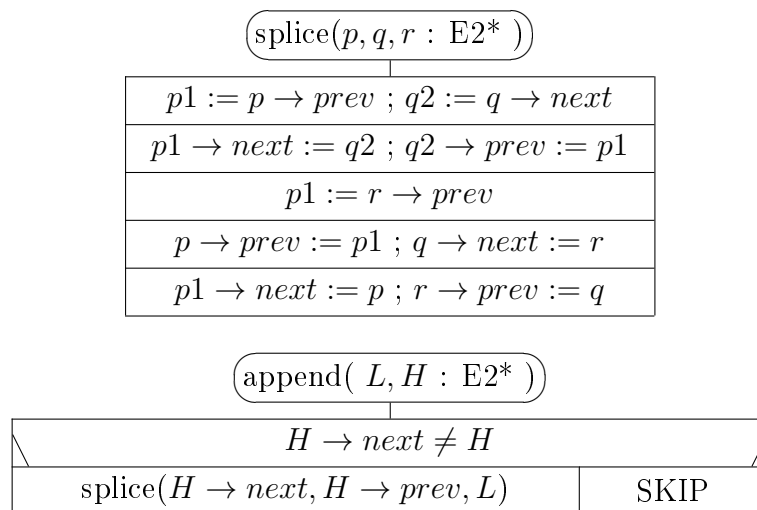 splice(p, q, r : E2* )
p1 := p → prev ; q2 := q → next
p1 → next := q2 ; q2 → prev := p1
p1 := r → prev
p → prev := p1 ; q → next := r
p1 → next := p ; r → prev := q
append( L, H : E2* )
H → next ≠ H
splice(H → next, H → prev, L) SKIP